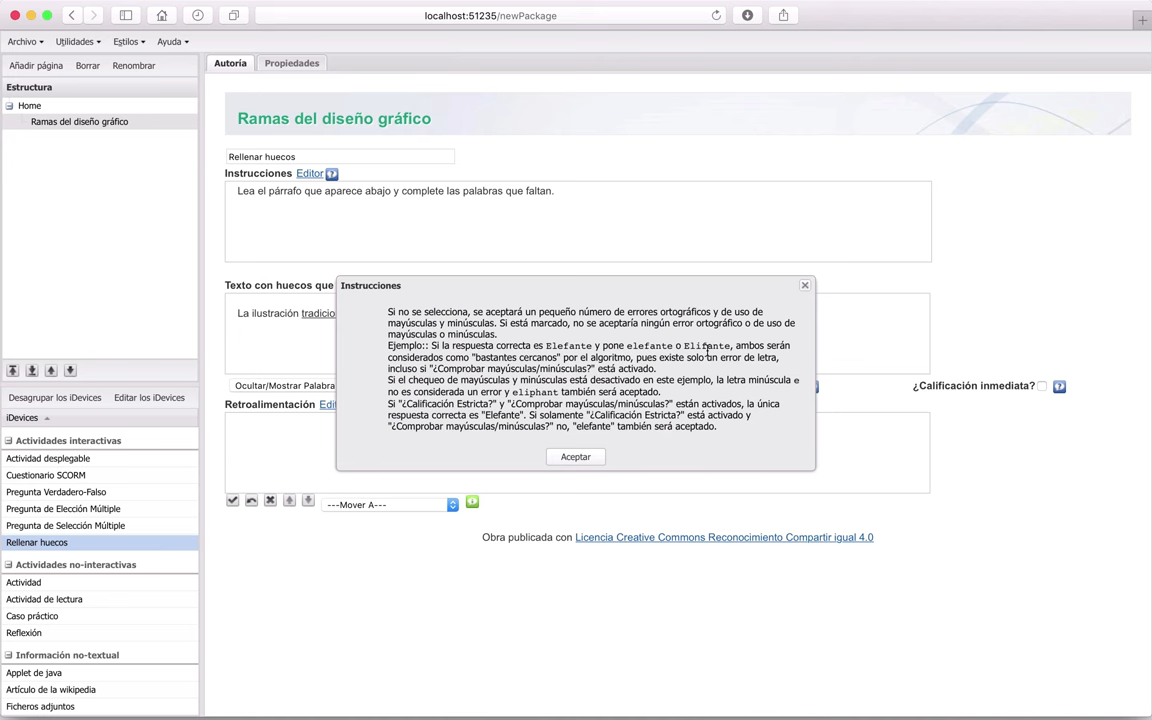 localhost:51235/newPackage
Archivo Utilidades Estilos Ayuda
Añadir página Borrar Renombrar
Estructura
Home
Ramas del diseño gráfico
Desagrupar los iDevices Editar los iDevices
iDevices
Actividades interactivas
Actividad desplegable
Cuestionario SCORM
Pregunta Verdadero-Falso
Pregunta de Elección Múltiple
Pregunta de Selección Múltiple
Rellenar huecos
Actividades no-interactivas
Actividad
Actividad de lectura
Caso práctico
Reflexión
Información no-textual
Applet de java
Artículo de la wikipedia
Ficheros adjuntos
Autoría Propiedades
Ramas del diseño gráfico
Rellenar huecos
Instrucciones Editor
Lea el párrafo que aparece abajo y complete las palabras que faltan.
Texto con huecos que
La ilustración tradicio
Ocultar/Mostrar Palabra
¿Calificación inmediata?
Retroalimentación Edi
Instrucciones
Si no se selecciona, se aceptará un pequeño número de errores ortográficos y de uso de
mayúsculas y minúsculas. Si está marcado, no se aceptaría ningún error ortográfico o de uso de
mayúsculas o minúsculas.
Ejemplo:: Si la respuesta correcta es Elefante y pone elefante o Elifante, ambos serán
considerados como "bastantes cercanos" por el algoritmo, pues existe solo un error de letra,
incluso si "¿Comprobar mayúsculas/minúsculas?" está activado.
Si el chequeo de mayúsculas y minúsculas está desactivado en este ejemplo, la letra minúscula e
no es considerada un error y eliphant también será aceptado.
Si "¿Calificación Estricta?" y "¿Comprobar mayúsculas/minúsculas?" están activados, la única
respuesta correcta es "Elefante". Si solamente "¿Calificación Estricta?" está activado y
"¿Comprobar mayúsculas/minúsculas?" no, "elefante" también será aceptado.
Aceptar
---Mover A---
Obra publicada con Licencia Creative Commons Reconocimiento Compartir igual 4.0